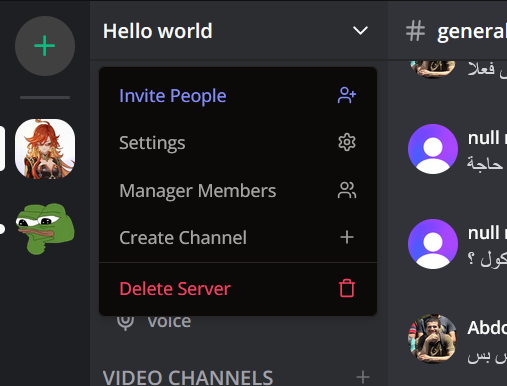 Hello world
# general
Invite People
فعلا
Settings
null
حاجة
Manager Members
Create Channel
null
كول ؟
Delete Server
voice
Abdo
بس
VIDEO CHANNELS